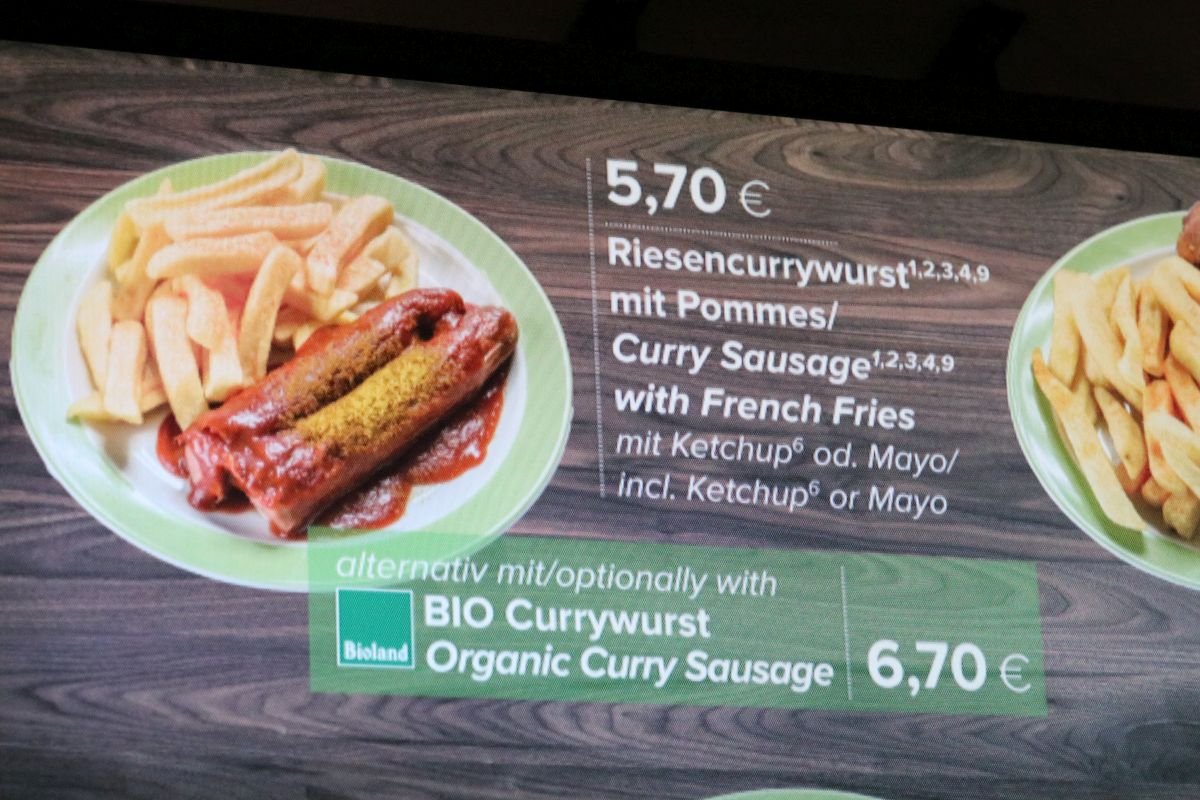 5,70 €
Riesencurrywurst1,2,3,4,9
mit Pommes/
Curry Sausage1,2,3,4,9
with French Fries
mit Ketchup6 od. Mayo/
incl. Ketchup6 or Mayo
alternativ mit/optionally with
Bioland
BIO Currywurst
Organic Curry Sausage
6,70 €